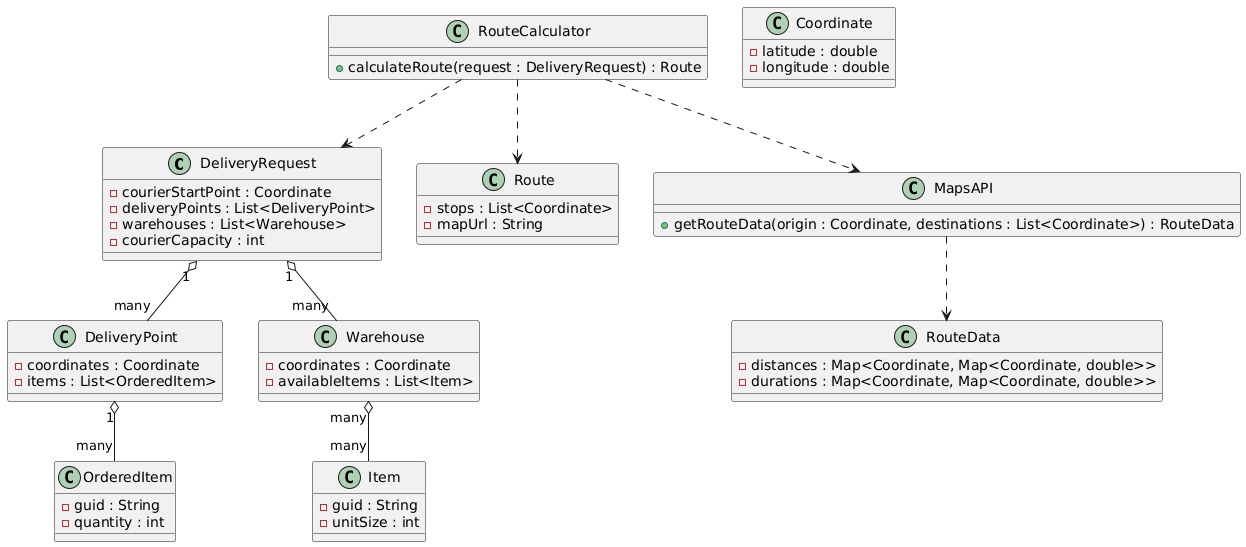 C RouteCalculator
calculateRoute(request : DeliveryRequest) : Route
C Coordinate
latitude : double
longitude : double
C DeliveryRequest
courierStartPoint : Coordinate
deliveryPoints : List<DeliveryPoint>
warehouses : List<Warehouse>
courierCapacity : int
C Route
stops : List<Coordinate>
mapUrl : String
C MapsAPI
getRouteData(origin : Coordinate, destinations : List<Coordinate>) : RouteData
1
many
1
many
C DeliveryPoint
coordinates : Coordinate
items : List<OrderedItem>
C Warehouse
coordinates : Coordinate
availableItems : List<Item>
C RouteData
distances : Map<Coordinate, Map<Coordinate, double>>
durations : Map<Coordinate, Map<Coordinate, double>>
1
many
many
many
C OrderedItem
guid : String
quantity : int
C Item
guid : String
unitSize : int